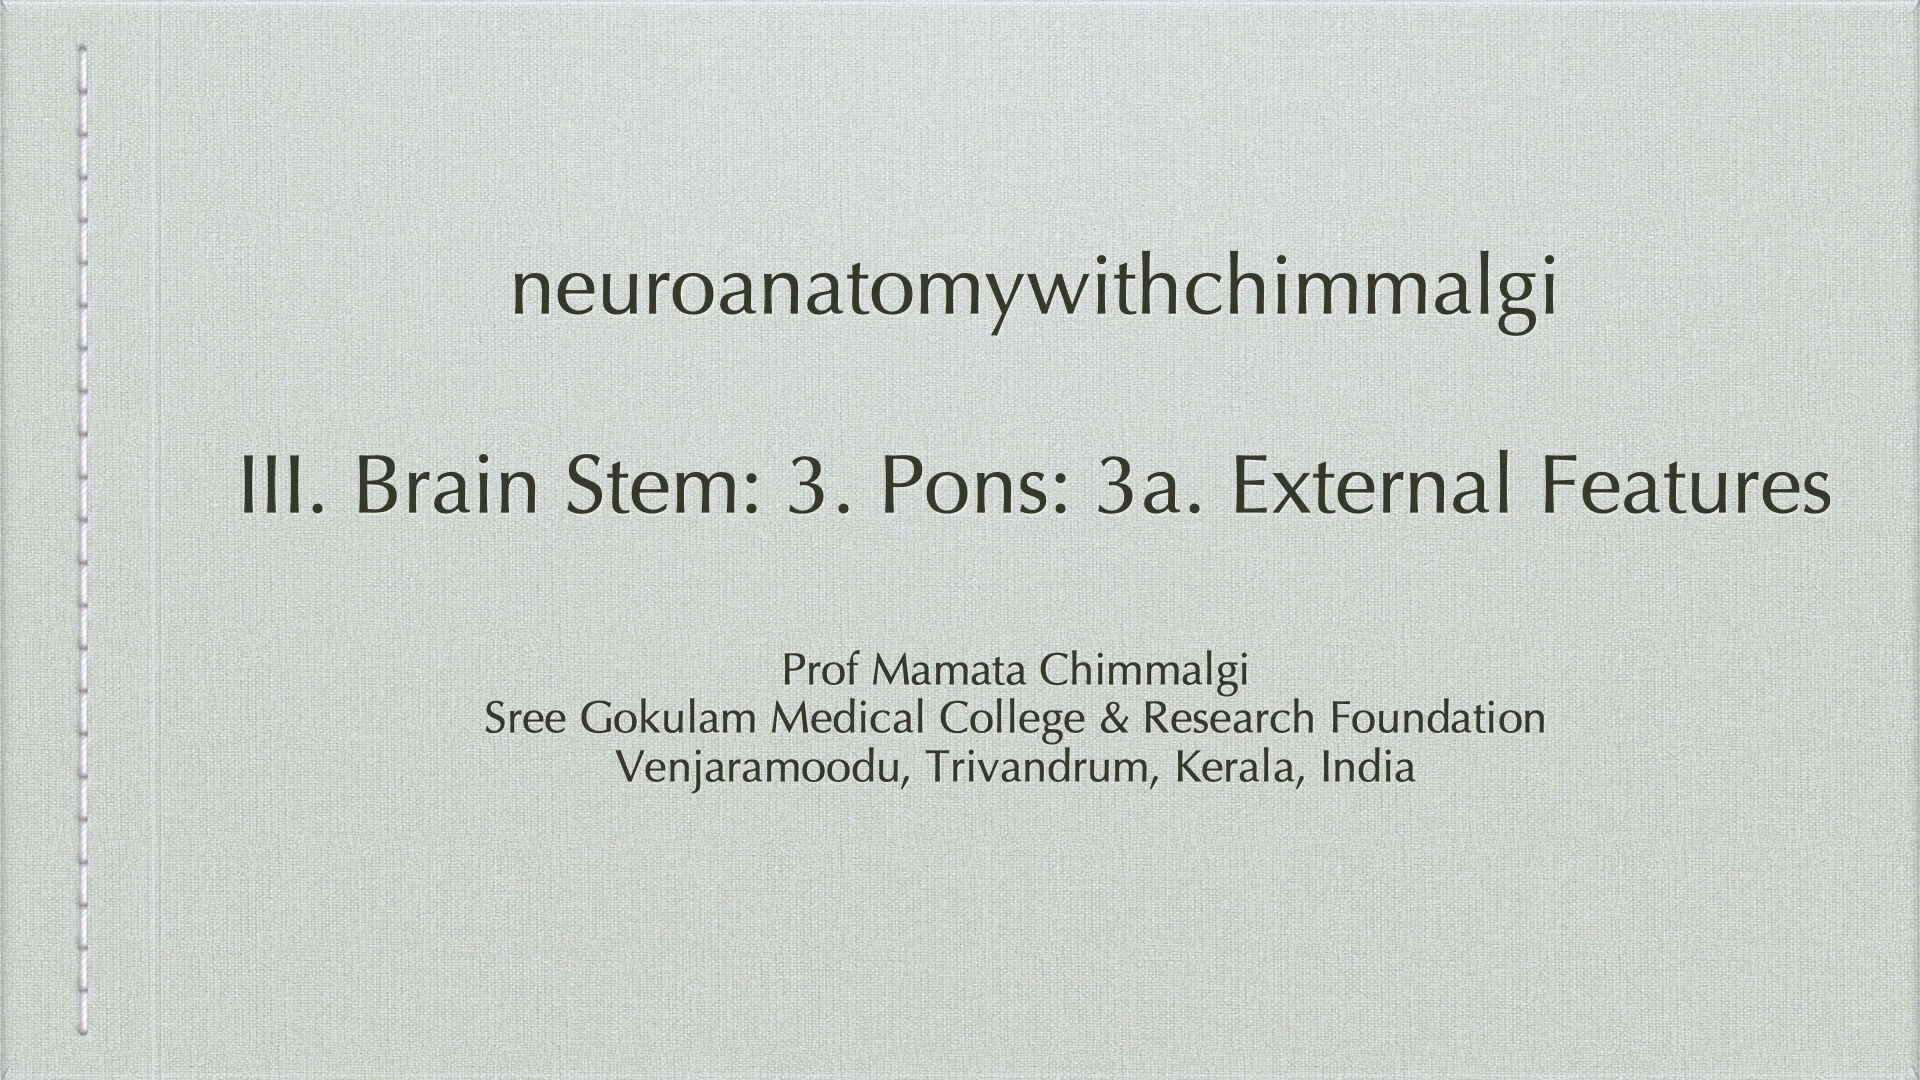 neuroanatomywithchimmalgi
III. Brain Stem: 3. Pons: 3a. External Features
Prof Mamata Chimmalgi
Sree Gokulam Medical College & Research Foundation
Venjaramoodu, Trivandrum, Kerala, India